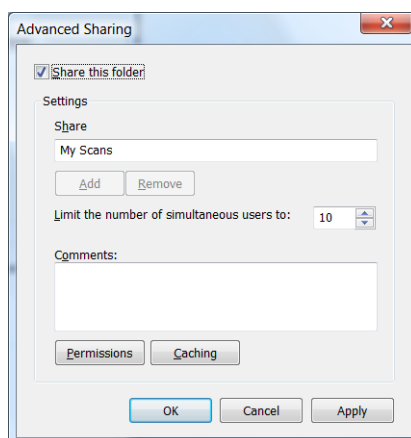 Advanced Sharing
Share this folder
Settings
Share
My Scans
Add Remove
Limit the number of simultaneous users to: 10
Comments:
Permissions Caching
OK Cancel Apply